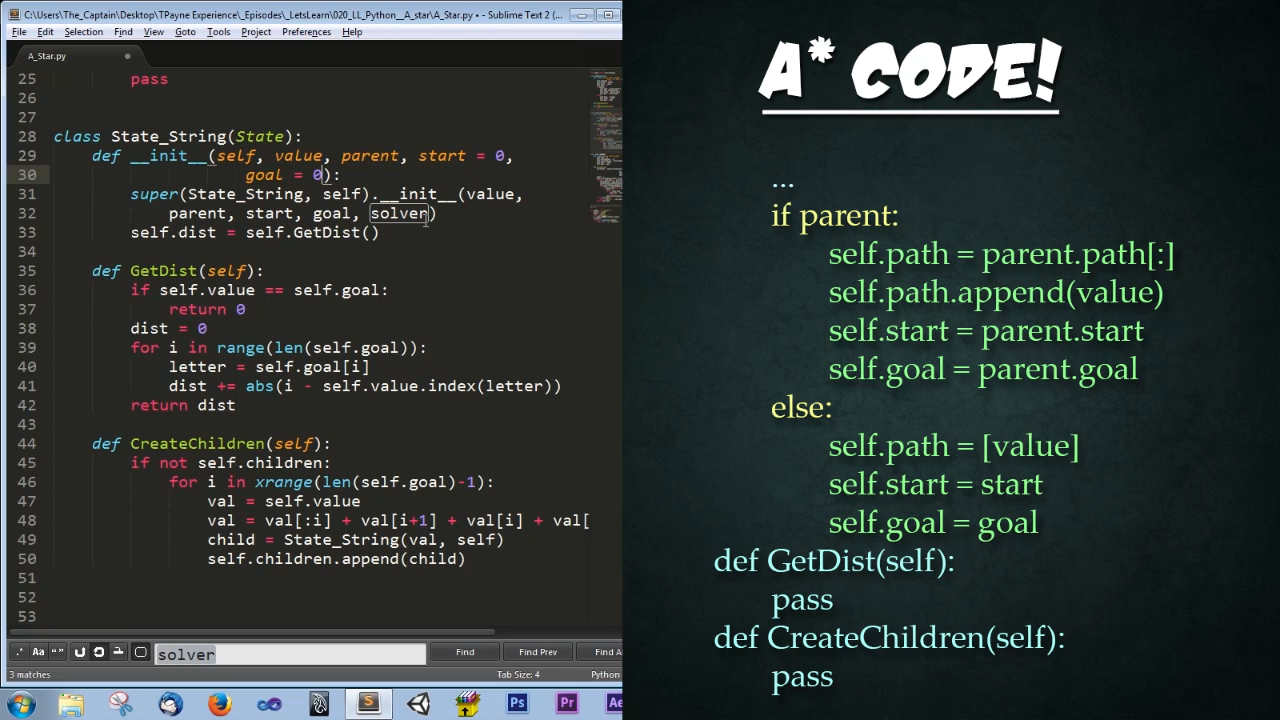 C:\Users\The_Captain\Desktop\TPayne Experience\_Episodes\_LetsLearn\020_LL_Python__A_star\A_Star.py • - Sublime Text 2 (...
File Edit Selection Find View Goto Tools Project Preferences Help
A_Star.py
25 pass
26
27
28 class State_String(State):
29 def __init__(self, value, parent, start = 0,
30 goal = 0):
31 super(State_String, self).__init__(value,
32 parent, start, goal, solver)
33 self.dist = self.GetDist()
34
35 def GetDist(self):
36 if self.value == self.goal:
37 return 0
38 dist = 0
39 for i in range(len(self.goal)):
40 letter = self.goal[i]
41 dist += abs(i - self.value.index(letter))
42 return dist
43
44 def CreateChildren(self):
45 if not self.children:
46 for i in xrange(len(self.goal)-1):
47 val = self.value
48 val = val[:i] + val[i+1] + val[i] + val[
49 child = State_String(val, self)
50 self.children.append(child)
51
52
53
.* Aa “” solver Find Find Prev Find A
3 matches Tab Size: 4 Python
Ps Pr Ae
A* CODE!
...
if parent:
self.path = parent.path[:]
self.path.append(value)
self.start = parent.start
self.goal = parent.goal
else:
self.path = [value]
self.start = start
self.goal = goal
def GetDist(self):
pass
def CreateChildren(self):
pass